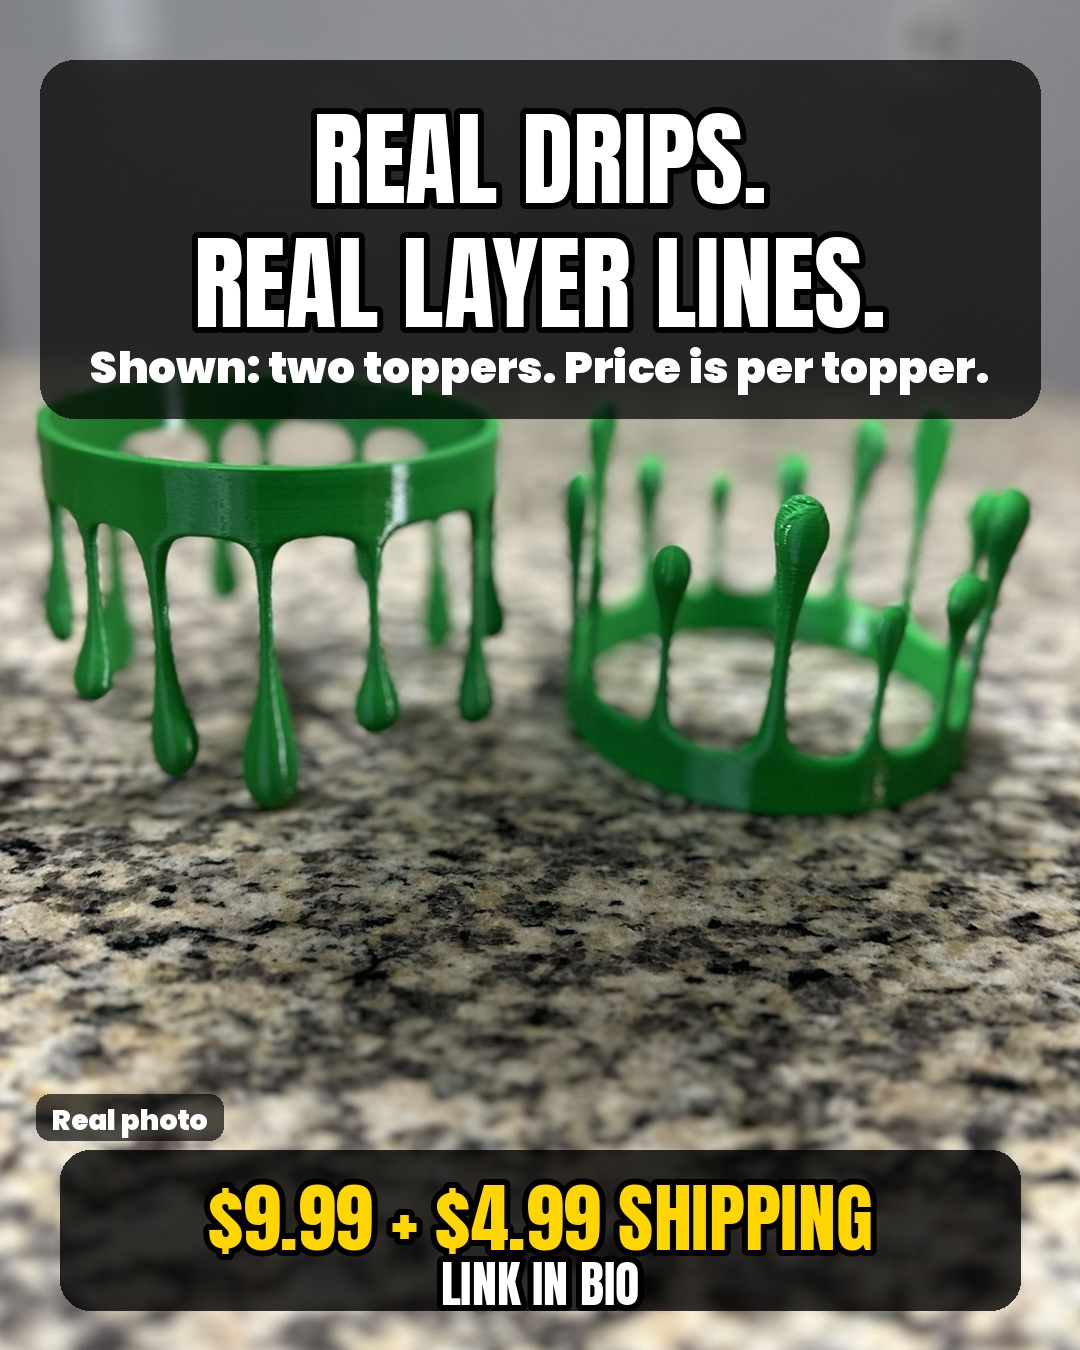 REAL DRIPS.
REAL LAYER LINES.
Shown: two toppers. Price is per topper.
Real photo
$9.99 + $4.99 SHIPPING
LINK IN BIO